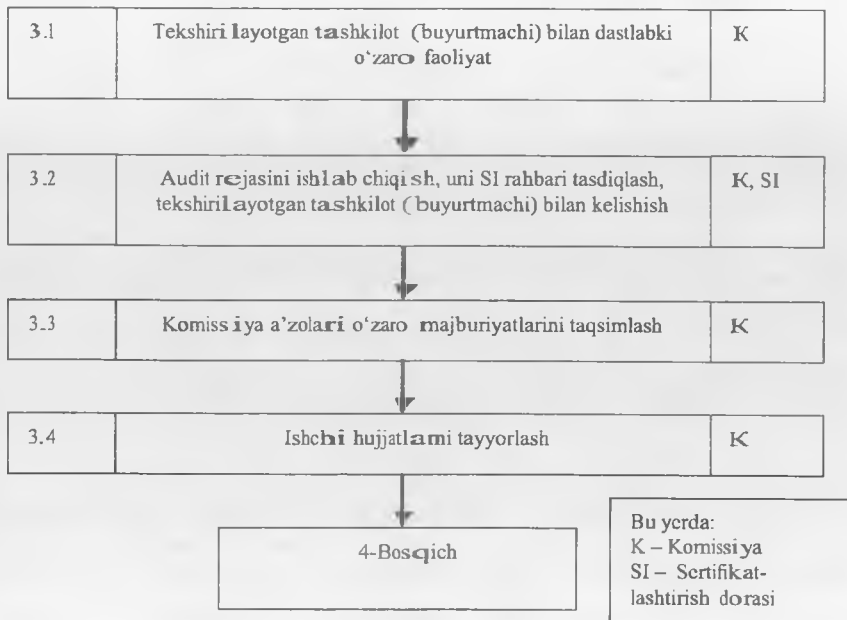 3.1 Tekshirilayotgan tashkilot (buyurtmachi) bilan dastlabki K
o‘zaro faoliyat
3.2 Audit rejasini ishlab chiqish, uni SI rahbari tasdiqlash, K, SI
tekshirilayotgan tashkilot (buyurtmachi) bilan kelishish
3.3 Komissiya a’zolari o‘zaro majburiyatlarini taqsimlash K
3.4 Ishchi hujjatlami tayyorlash K
4-Bosqich
Bu yerda:
K – Komissiya
SI – Sertifikat-
lashtirish dorasi